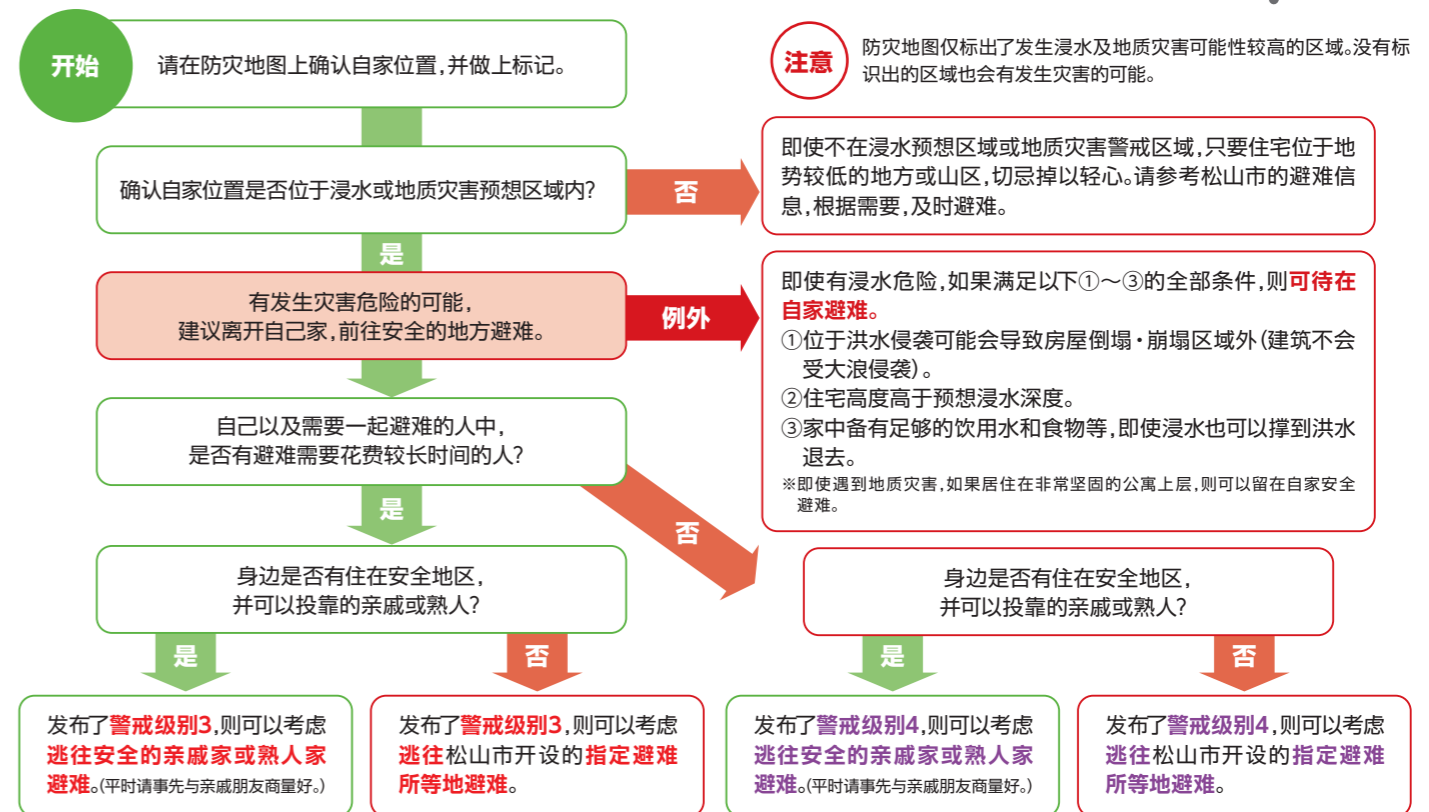 开始
请在防灾地图上确认自家位置,并做上标记。
注意
防灾地图仅标出了发生浸水及地质灾害可能性较高的区域。没有标
识出的区域也会有发生灾害的可能。
确认自家位置是否位于浸水或地质灾害预想区域内?
否
即使不在浸水预想区域或地质灾害警戒区域,只要住宅位于地
势较低的地方或山区,切忌掉以轻心。请参考松山市的避难信
息,根据需要,及时避难。
是
有发生灾害危险的可能,
建议离开自己家,前往安全的地方避难。
例外
即使有浸水危险,如果满足以下①～③的全部条件,则可待在
自家避难。
①位于洪水侵袭可能会导致房屋倒塌・崩塌区域外(建筑不会
受大浪侵袭)。
②住宅高度高于预想浸水深度。
③家中备有足够的饮用水和食物等,即使浸水也可以撑到洪水
退去。
※即使遇到地质灾害,如果居住在非常坚固的公寓上层,则可以留在自家安全
避难。
自己以及需要一起避难的人中,
是否有避难需要花费较长时间的人?
是
否
身边是否有住在安全地区,
并可以投靠的亲戚或熟人?
身边是否有住在安全地区,
并可以投靠的亲戚或熟人?
是
否
是
否
发布了警戒级别3,则可以考虑
逃往安全的亲戚家或熟人家
避难。(平时请事先与亲戚朋友商量好。)
发布了警戒级别3,则可以考虑
逃往松山市开设的指定避难
所等地避难。
发布了警戒级别4,则可以考虑
逃往安全的亲戚家或熟人家
避难。(平时请事先与亲戚朋友商量好。)
发布了警戒级别4,则可以考虑
逃往松山市开设的指定避难
所等地避难。